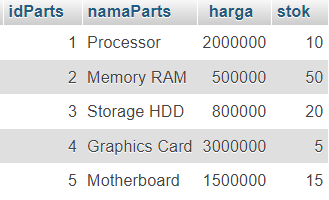 idParts namaParts harga stok
1 Processor 2000000 10
2 Memory RAM 500000 50
3 Storage HDD 800000 20
4 Graphics Card 3000000 5
5 Motherboard 1500000 15